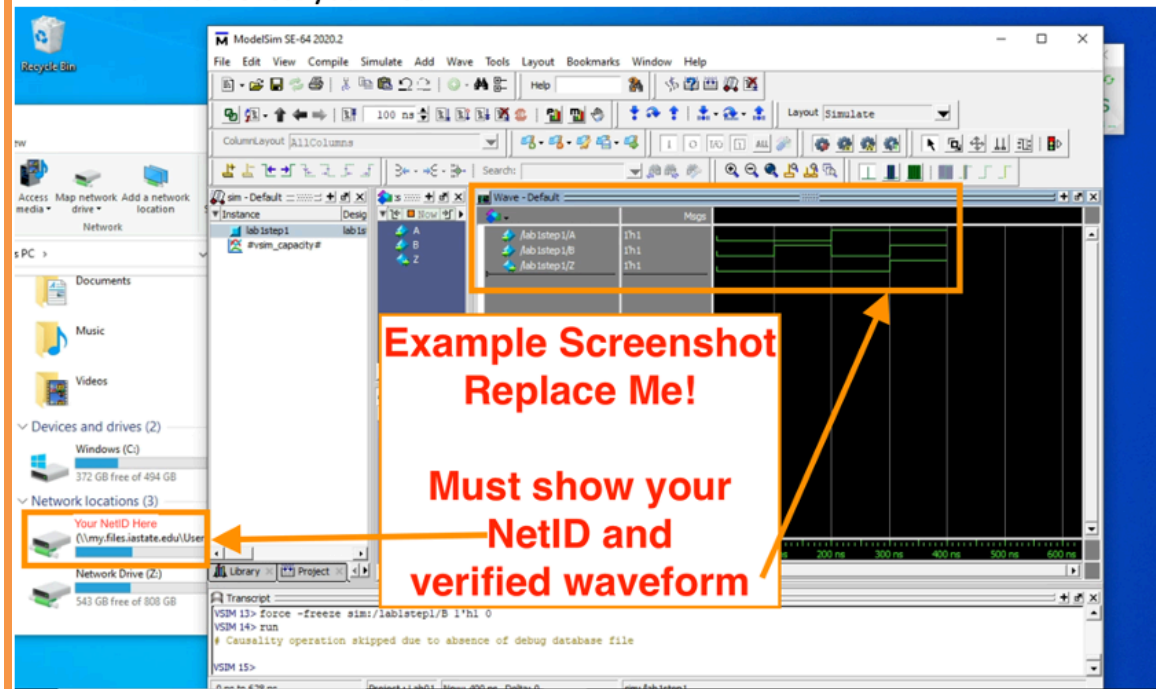 Recycle Bin
ModelSim SE-64 2020.2
File Edit View Compile Simulate Add Wave Tools Layout Bookmarks Window Help
Help
100 ns
Layout Simulate
ColumnLayout AllColumns
Search:
Access media
Map network drive
Add a network location
Network
s PC
Documents
Music
Videos
Devices and drives (2)
Windows (C:)
372 GB free of 494 GB
Network locations (3)
Your NetID Here
(\\my.files.iastate.edu\User
Network Drive (Z:)
543 GB free of 808 GB
sim - Default
Instance Desig
lab1step1 lab1s
#vsim_capacity#
Now
A
B
Z
Wave - Default
Msgs
/lab1step1/A 1'h1
/lab1step1/B 1'h1
/lab1step1/Z 1'h1
Example Screenshot
Replace Me!
Must show your
NetID and
verified waveform
200 ns 300 ns 400 ns 500 ns 600 ns
Library Project
Transcript
VSIM 13> force -freeze sim:/lab1step1/B 1'h1 0
VSIM 14> run
# Causality operation skipped due to absence of debug database file
VSIM 15>